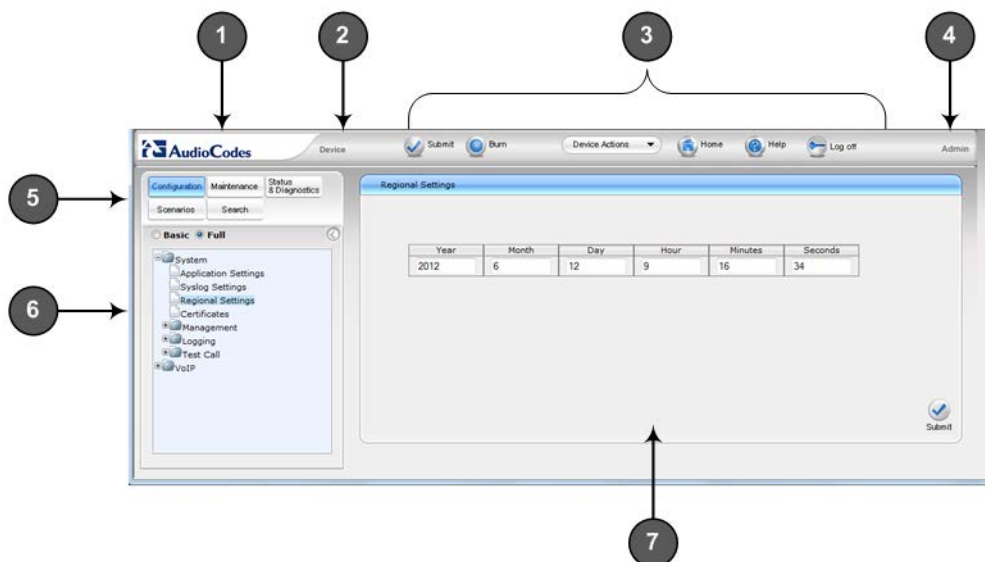 1 2 3 4
AudioCodes Device Submit Burn Device Actions Home Help Log off Admin
5
Configuration Maintenance Status & Diagnostics
Scenarios Search
Regional Settings
Basic Full
Year Month Day Hour Minutes Seconds
2012 6 12 9 16 34
6
System
Application Settings
Syslog Settings
Regional Settings
Certificates
Management
Logging
Test Call
VoIP
Submit
7